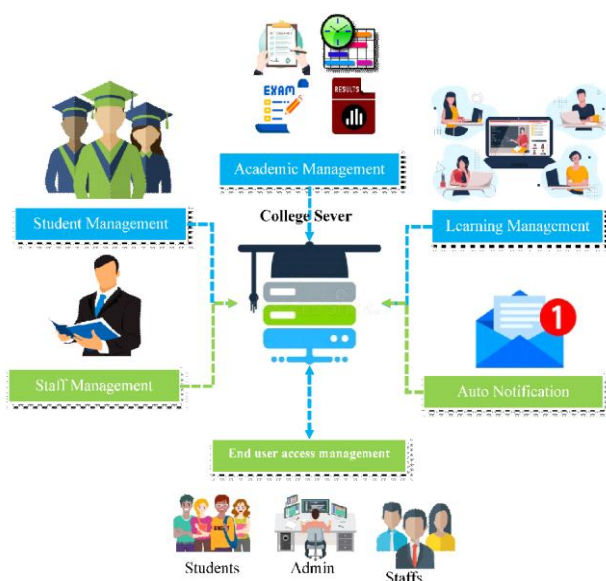 EXAM
RESULTS
Academic Management
College Sever
Student Management
Learning Management
1
Staff Management
Auto Notification
End user access management
Students
Admin
Staffs